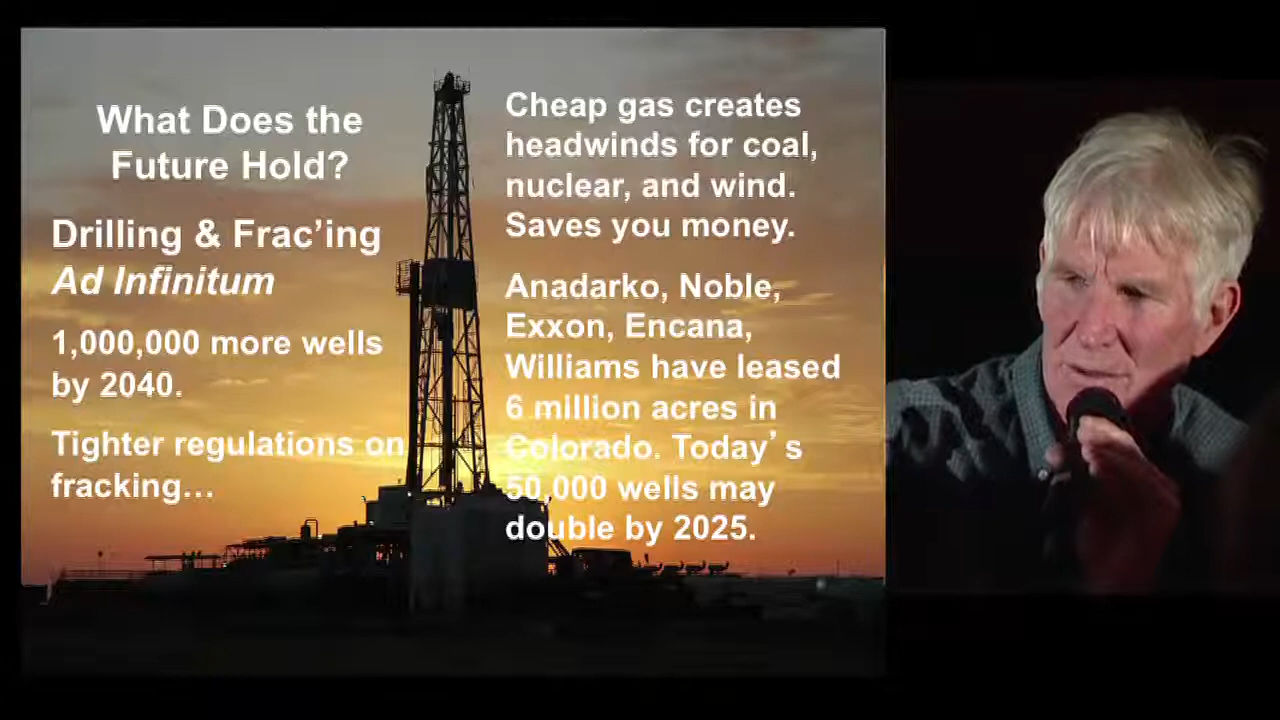 What Does the
Future Hold?
Drilling & Frac’ing
Ad Infinitum
1,000,000 more wells
by 2040.
Tighter regulations on
fracking…
Cheap gas creates
headwinds for coal,
nuclear, and wind.
Saves you money.
Anadarko, Noble,
Exxon, Encana,
Williams have leased
6 million acres in
Colorado. Today’s
50,000 wells may
double by 2025.